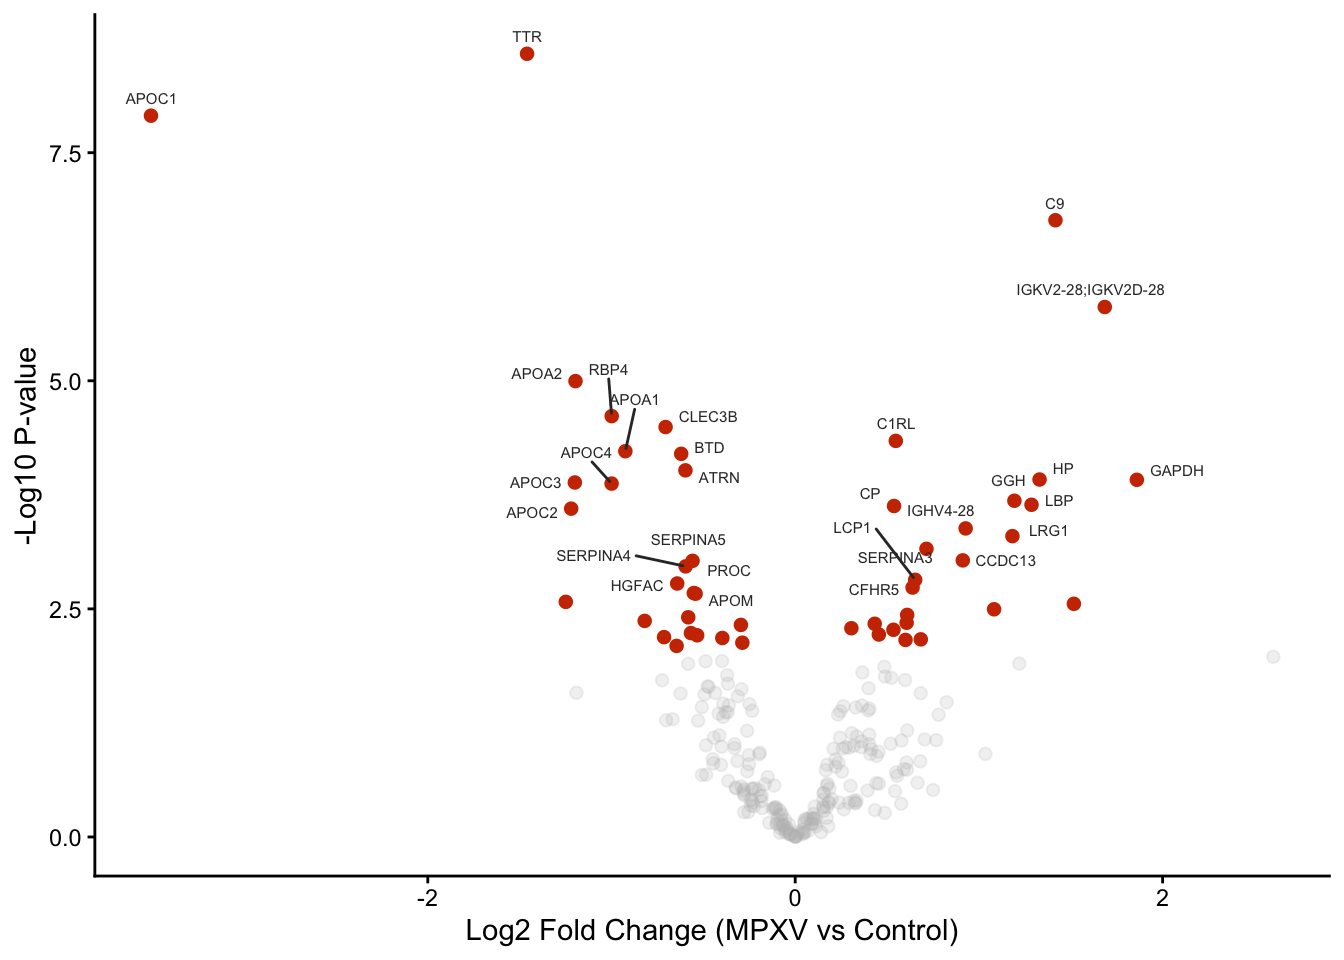 TTR
APOC1
7.5
C9
IGKV2-28;IGKV2D-28
5.0
APOA2
RBP4
APOA1
CLEC3B
C1RL
BTD
APOC4
ATRN
HP
GAPDH
APOC3
GGH
CP
LBP
APOC2
IGHV4-28
LCP1
LRG1
SERPINA5
SERPINA4
SERPINA3
CCDC13
PROC
HGFAC
CFHR5
APOM
2.5
0.0
-2
0
2
-Log10 P-value
Log2 Fold Change (MPXV vs Control)